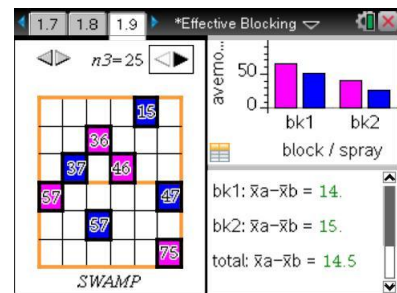 1.7 1.8 1.9 *Effective Blocking
n3=25
15
36
37 46
57 47
57
75
SWAMP
avemo...
50
0
bk1 bk2
block / spray
bk1: x̄a−x̄b = 14.
bk2: x̄a−x̄b = 15.
total: x̄a−x̄b = 14.5